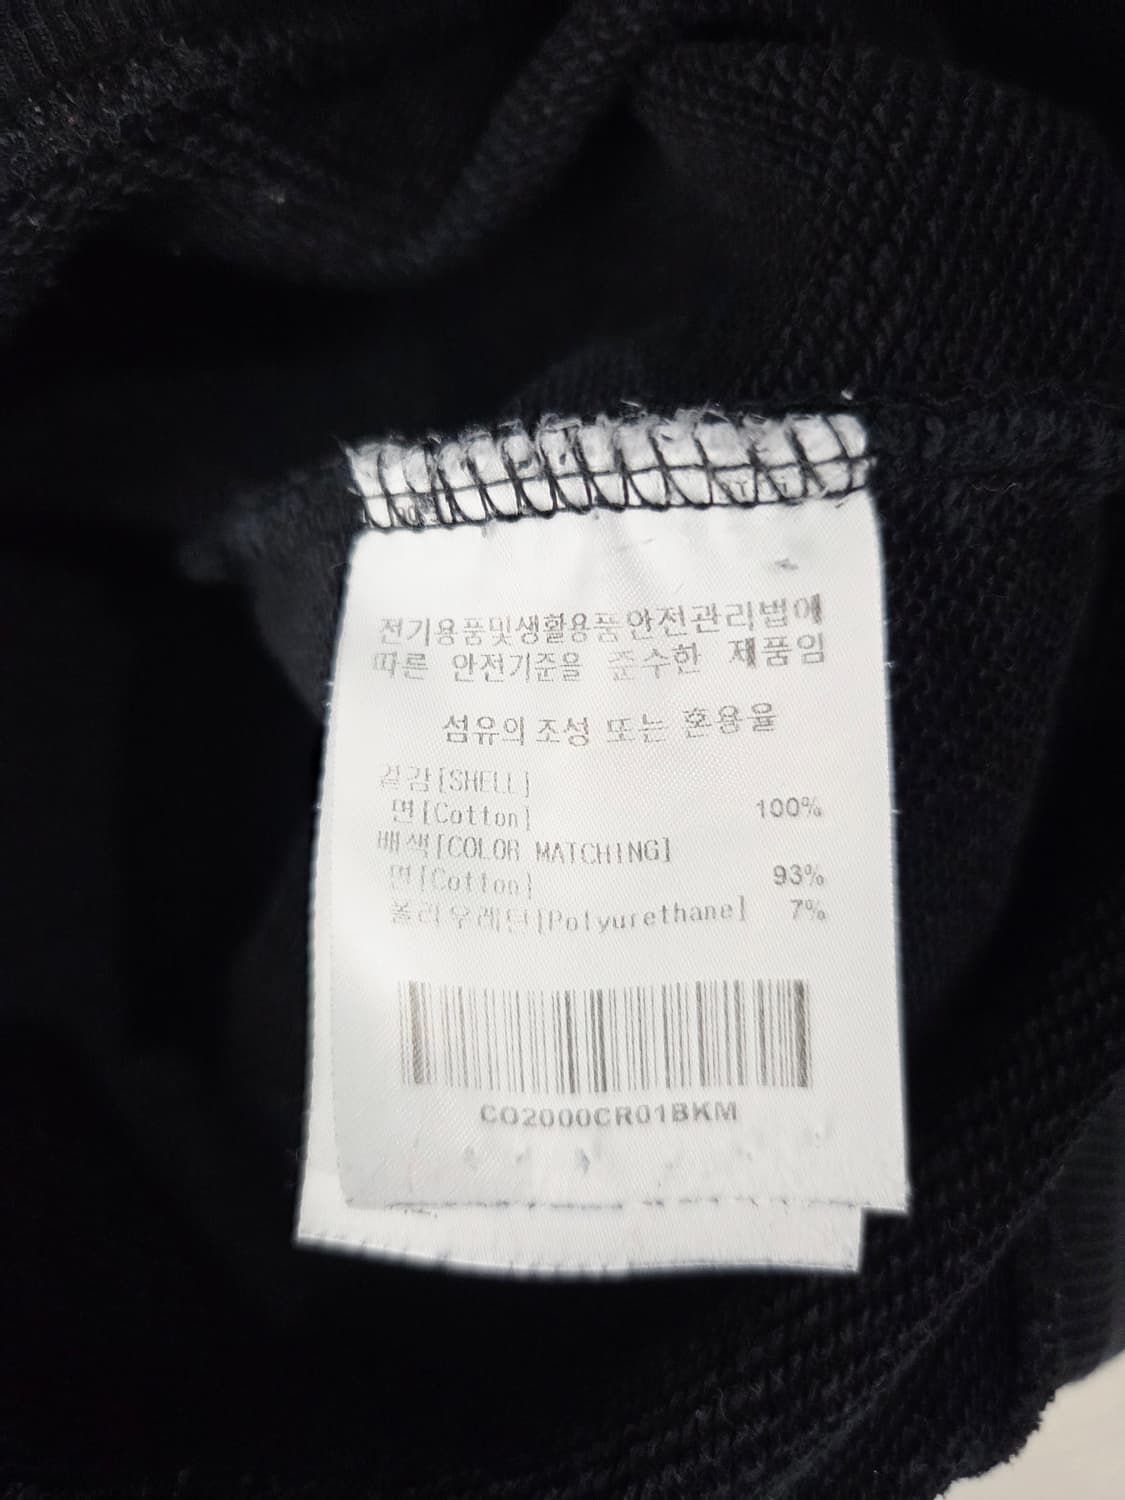 전기용품및생활용품안전관리법에
따른 안전기준을 준수한 제품임
섬유의 조성 또는 혼용율
겉감[SHELL]
면[Cotton] 100%
배색[COLOR MATCHING]
면[Cotton] 93%
폴리우레탄[Polyurethane] 7%
CO2000CR01BKM